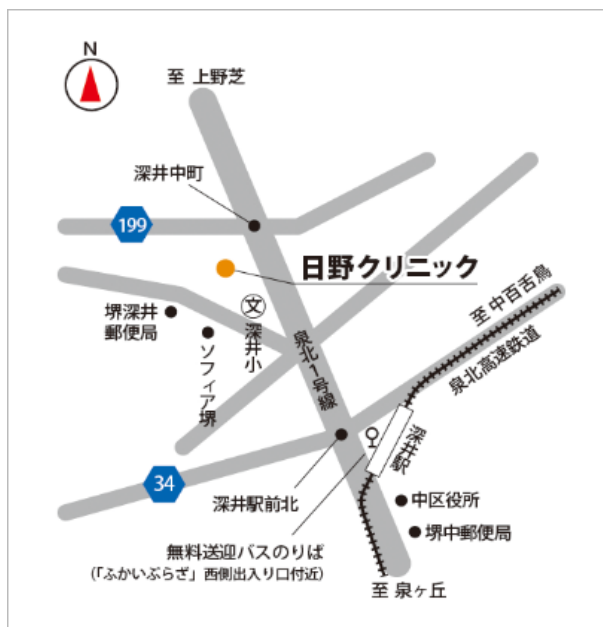 N
至 上野芝
深井中町
199
日野クリニック
堺深井
郵便局
文
深井小
ソフィア堺
泉北1号線
至 中百舌鳥
泉北高速鉄道
深井駅
34
深井駅前北
中区役所
堺中郵便局
無料送迎バスのりば
(「ふかいぷらざ」西側出入り口付近)
至 泉ヶ丘